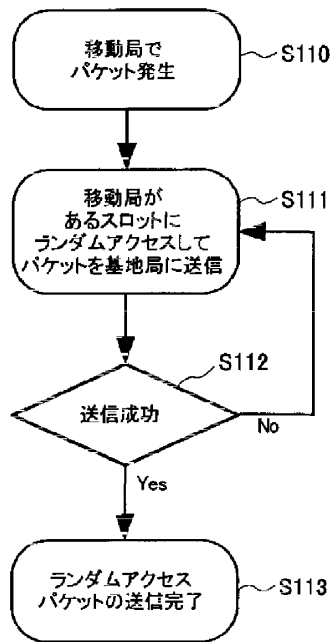 移動局で
パケット発生
S110
移動局が
あるスロットに
ランダムアクセスして
パケットを基地局に送信
S111
送信成功
S112
No
Yes
ランダムアクセス
パケットの送信完了
S113